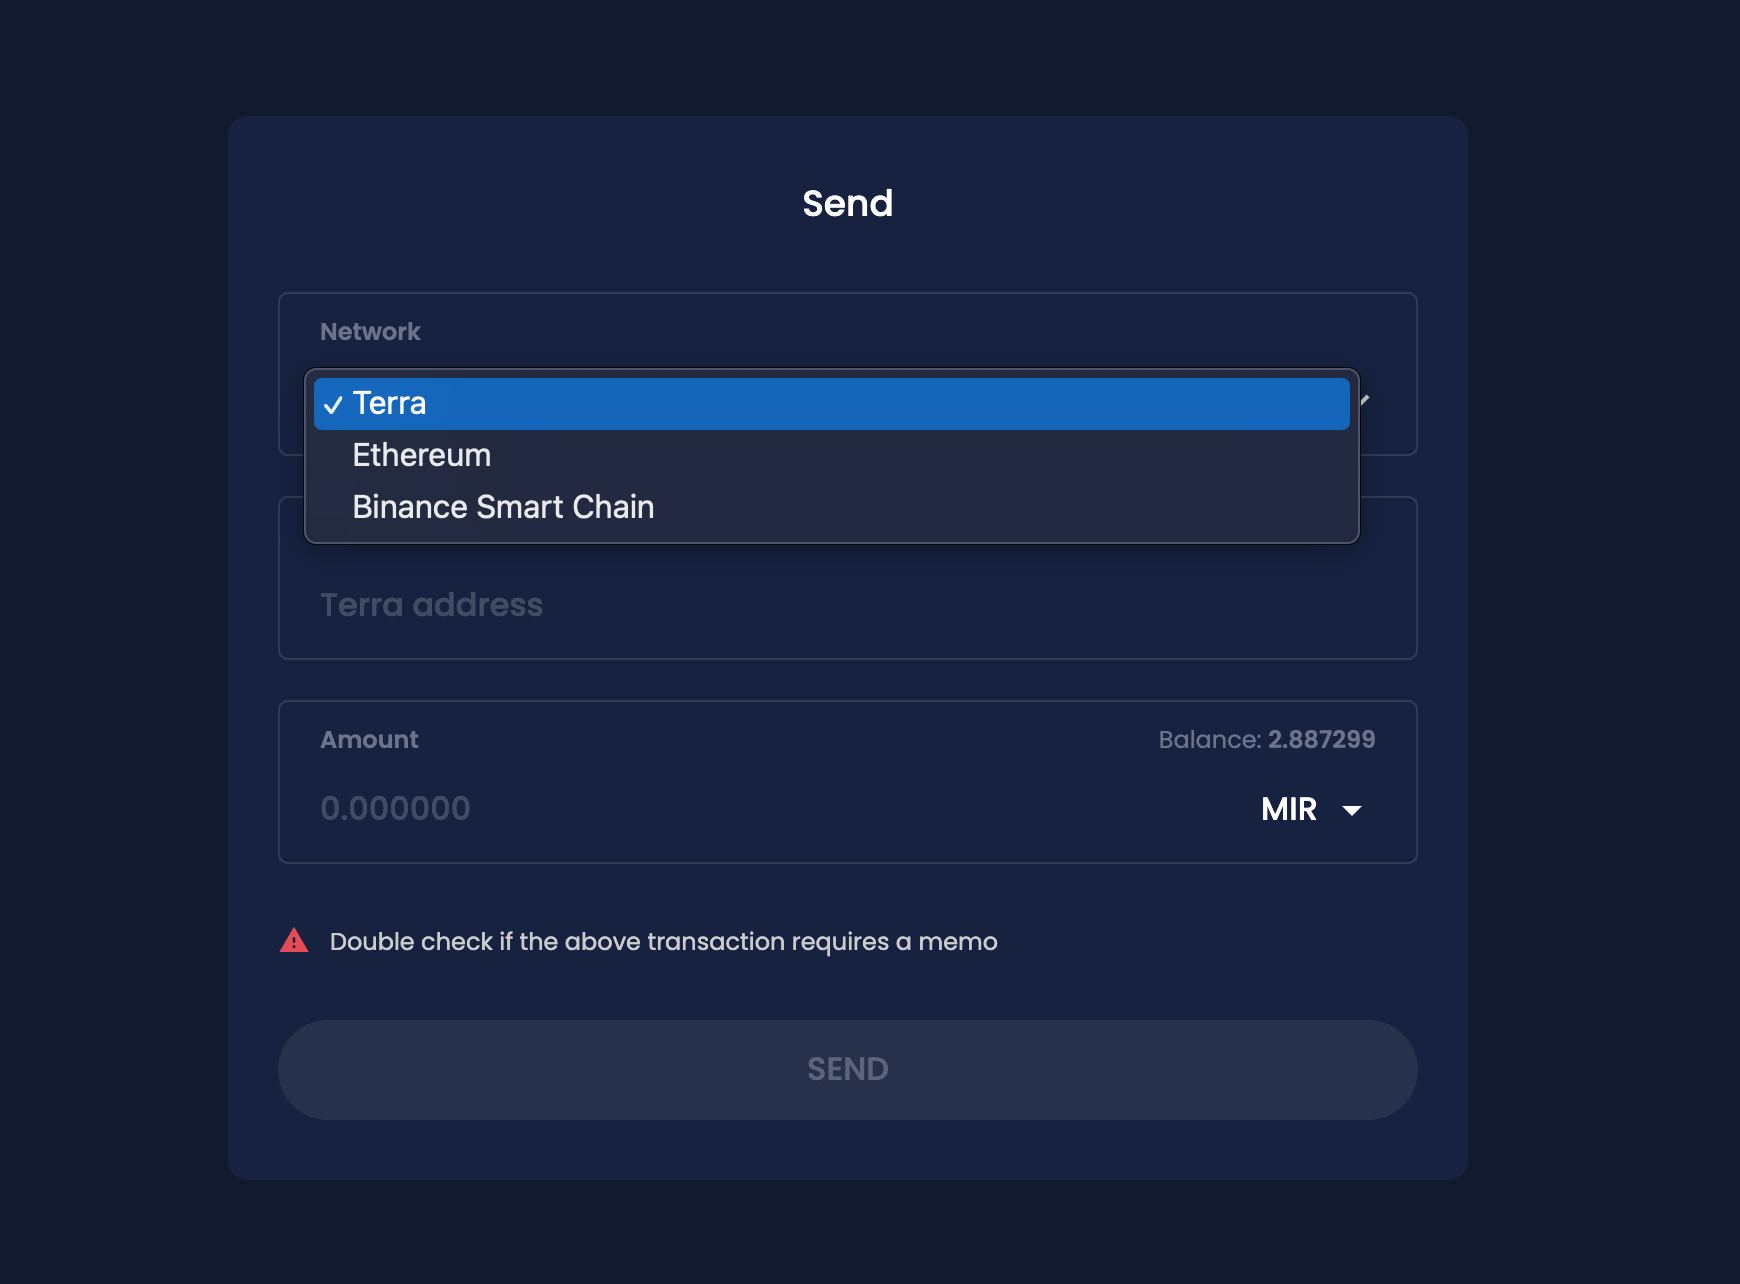 Send
Network
Terra
Ethereum
Binance Smart Chain
Terra address
Amount
Balance: 2.887299
0.000000
MIR
Double check if the above transaction requires a memo
SEND